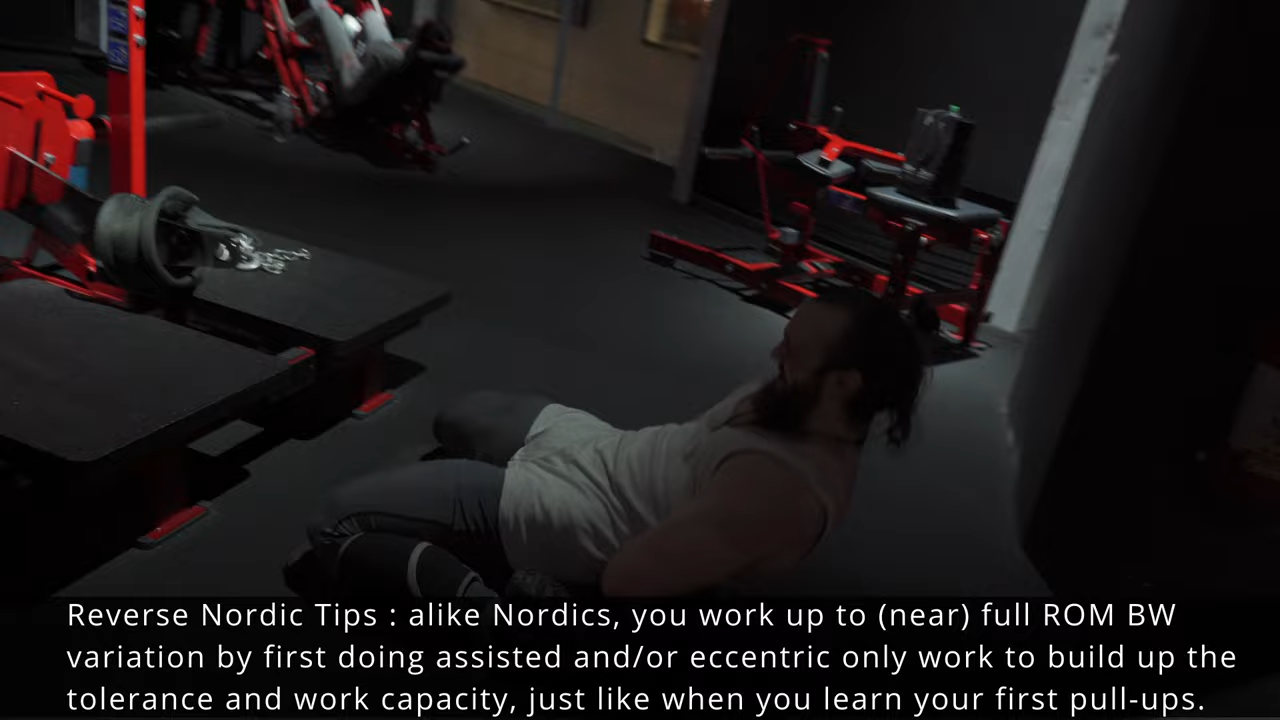 Reverse Nordic Tips : alike Nordics, you work up to (near) full ROM BW
variation by first doing assisted and/or eccentric only work to build up the
tolerance and work capacity, just like when you learn your first pull-ups.